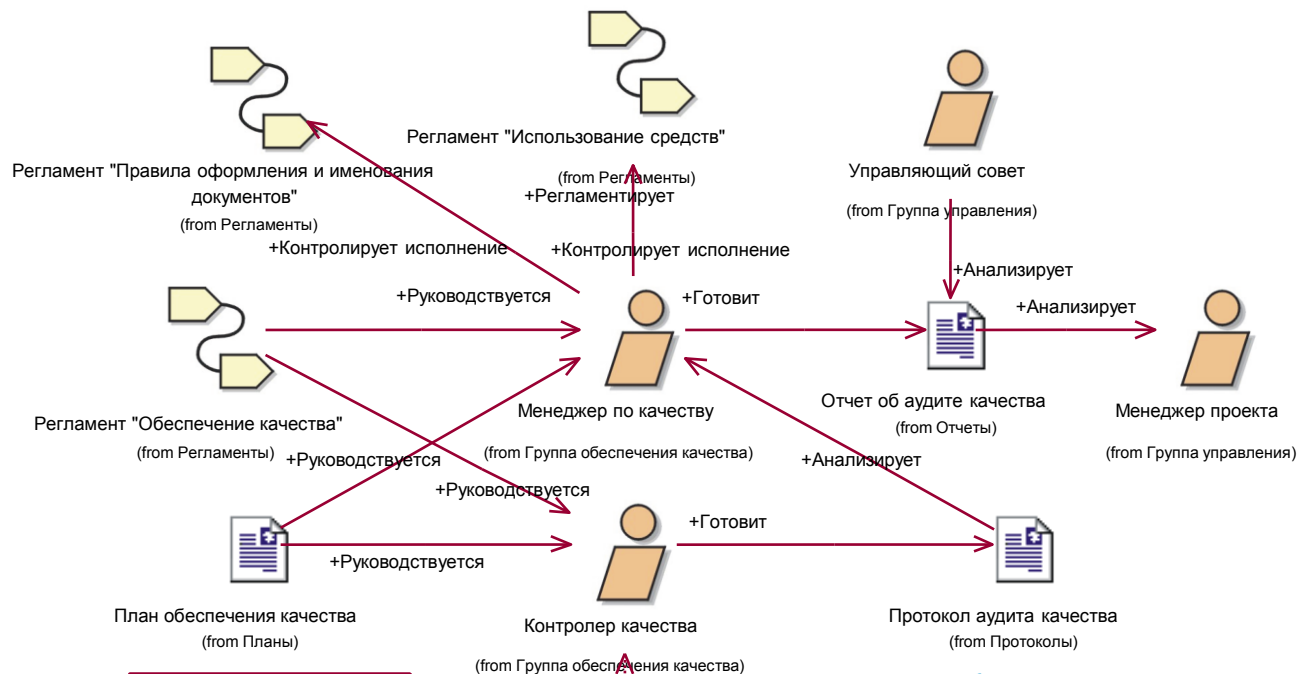 Регламент "Использование средств"
(from Регламенты)
Регламент "Правила оформления и именования
документов"
(from Регламенты)
Управляющий совет
(from Группа управления)
+Регламентирует
+Контролирует исполнение
+Контролирует исполнение
+Анализирует
+Руководствуется
+Готовит
+Анализирует
Регламент "Обеспечение качества"
(from Регламенты)
Менеджер по качеству
(from Группа обеспечения качества)
Отчет об аудите качества
(from Отчеты)
Менеджер проекта
(from Группа управления)
+Руководствуется
+Анализирует
+Руководствуется
+Готовит
+Руководствуется
План обеспечения качества
(from Планы)
Контролер качества
(from Группа обеспечения качества)
Протокол аудита качества
(from Протоколы)